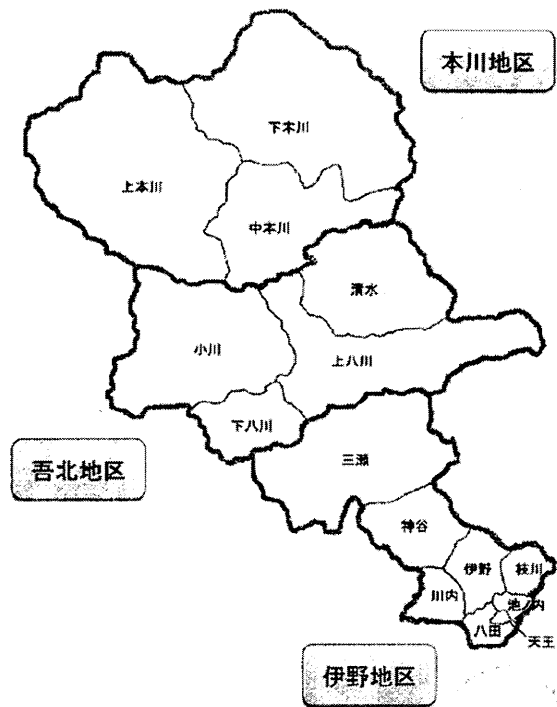 本川地区
下本川
上本川
中本川
清水
小川
上八川
下八川
吾北地区
三瀬
神谷
伊野
枝川
川内
池ノ内
八田
天王
伊野地区